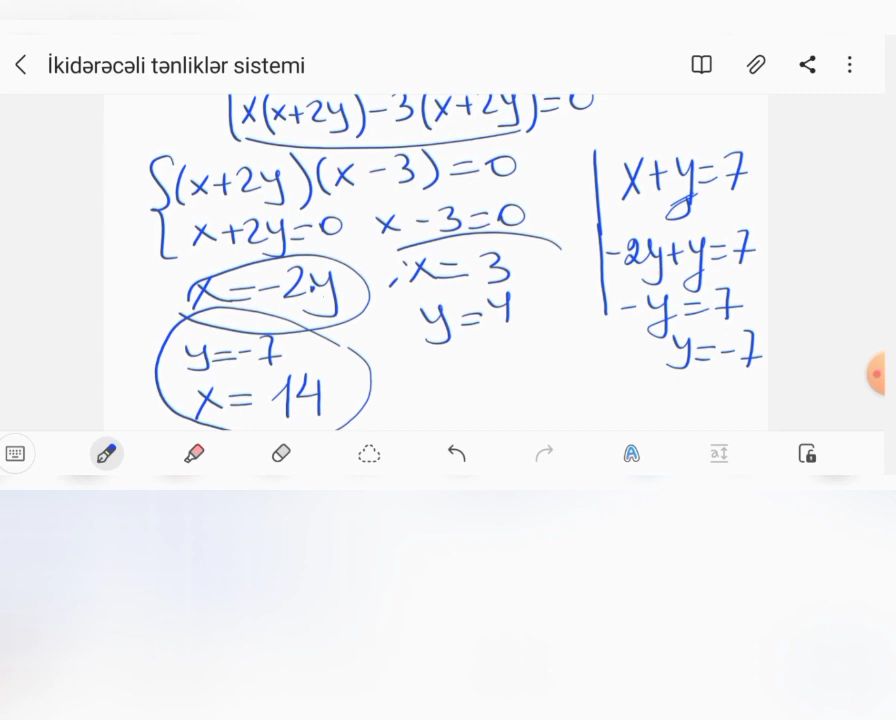 İkidərəcəli tənliklər sistemi
x(x+2y)-3(x+2y)=0
(x+2y)(x-3)=0
x+2y=0 x-3=0
x=-2y x=3
y=4
y=-7
x=14
x+y=7
-2y+y=7
-y=7
y=-7
A
a